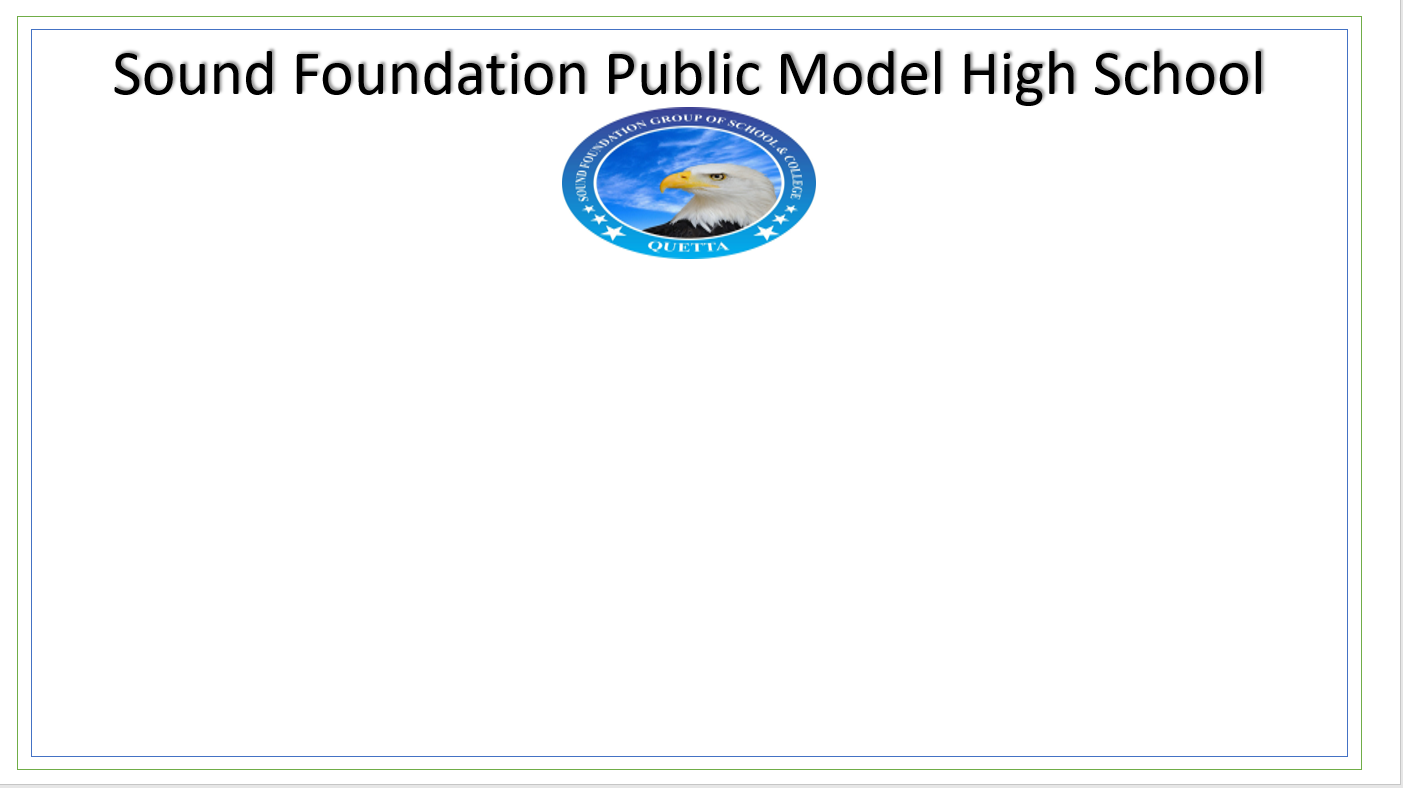 Sound Foundation Public Model High School
SOUND FOUNDATION GROUP OF SCHOOL & COLLEGE
QUETTA